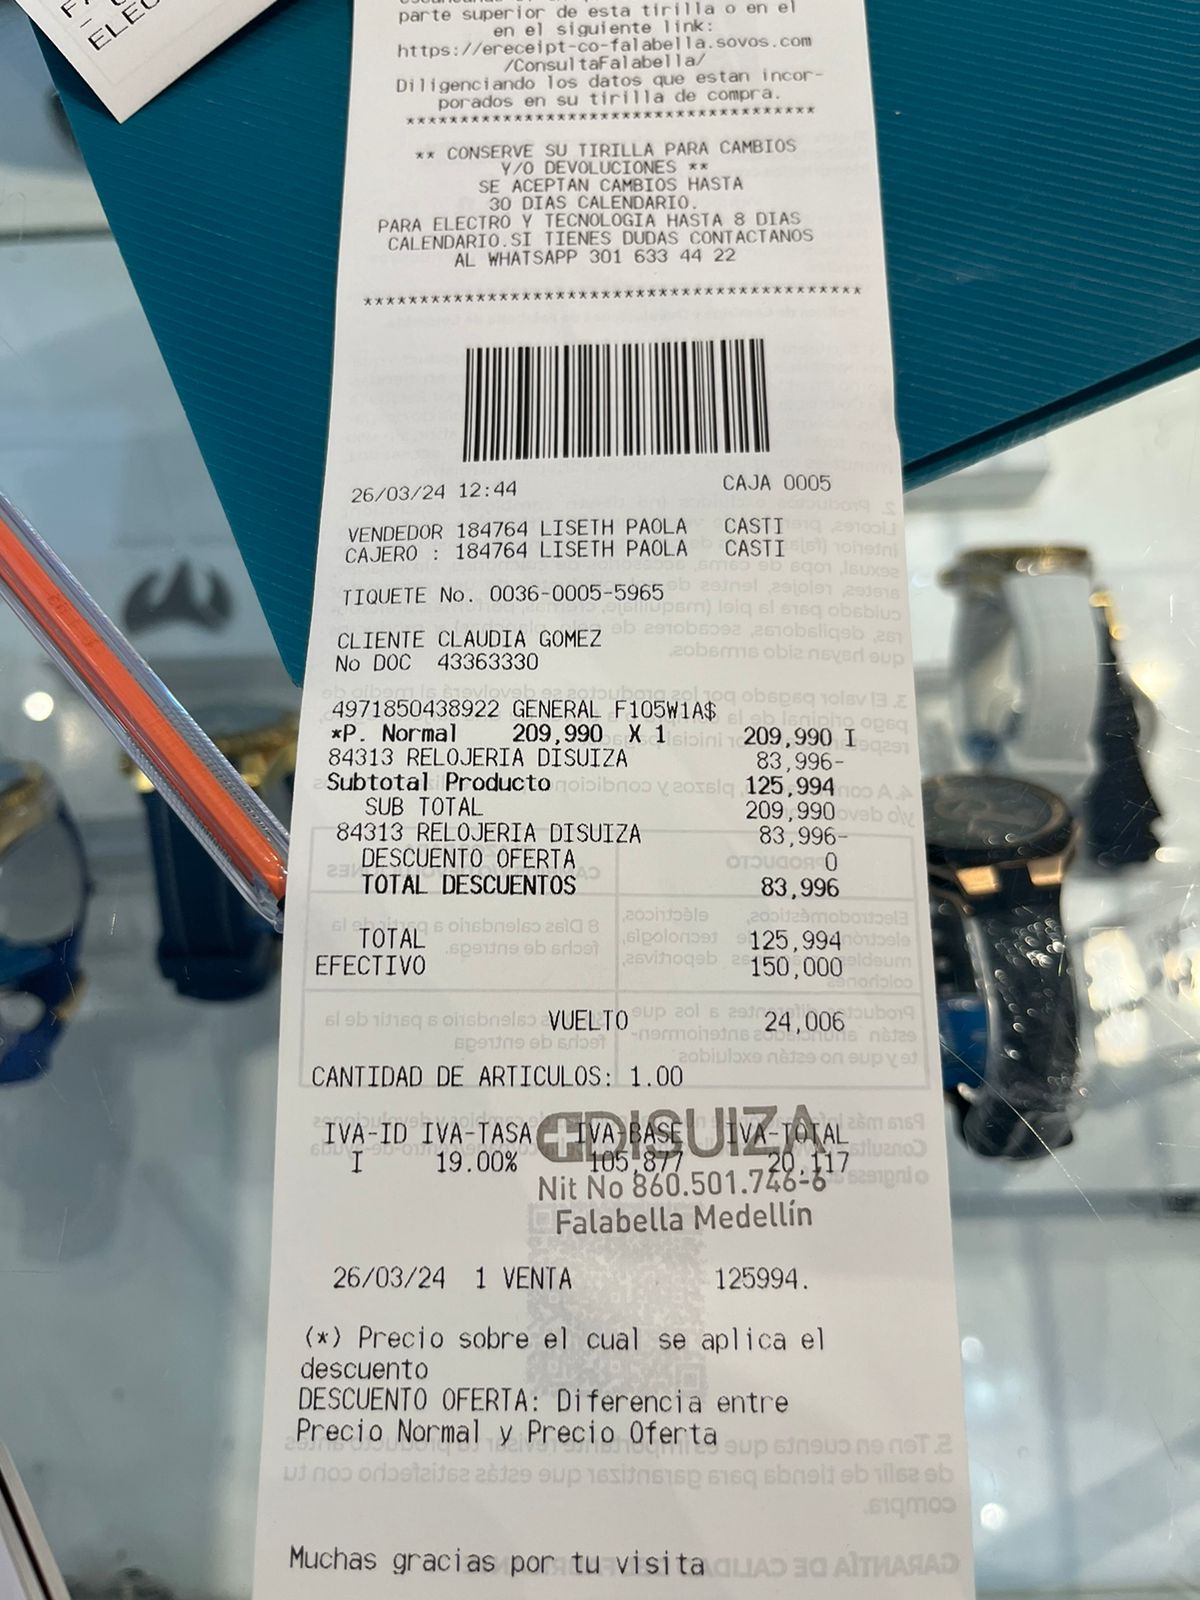 ELEC
parte superior de esta tirilla o en el
en el siguiente link:
https://ereceipt-co-falabella.sovos.com
/ConsultaFalabella/
Diligenciando los datos que estan incor-
porados en su tirilla de compra.
****************************************
** CONSERVE SU TIRILLA PARA CAMBIOS
Y/O DEVOLUCIONES **
SE ACEPTAN CAMBIOS HASTA
30 DIAS CALENDARIO.
PARA ELECTRO Y TECNOLOGIA HASTA 8 DIAS
CALENDARIO.SI TIENES DUDAS CONTACTANOS
AL WHATSAPP 301 633 44 22
************************************************
26/03/24 12:44 CAJA 0005
VENDEDOR 184764 LISETH PAOLA CASTI
CAJERO : 184764 LISETH PAOLA CASTI
TIQUETE No. 0036-0005-5965
CLIENTE CLAUDIA GOMEZ
No DOC 43363330
4971850438922 GENERAL F105W1A$
*P. Normal 209,990 X 1 209,990 I
84313 RELOJERIA DISUIZA 83,996-
Subtotal Producto 125,994
SUB TOTAL 209,990
84313 RELOJERIA DISUIZA 83,996-
DESCUENTO OFERTA 0
TOTAL DESCUENTOS 83,996
TOTAL 125,994
EFECTIVO 150,000
VUELTO 24,006
CANTIDAD DE ARTICULOS: 1.00
IVA-ID IVA-TASA IVA-BASE IVA-TOTAL
I 19.00% 105,877 20,117
DISUIZA
Nit No 860.501.746-6
Falabella Medellín
26/03/24 1 VENTA 125994.
(*) Precio sobre el cual se aplica el
descuento
DESCUENTO OFERTA: Diferencia entre
Precio Normal y Precio Oferta
Muchas gracias por tu visita